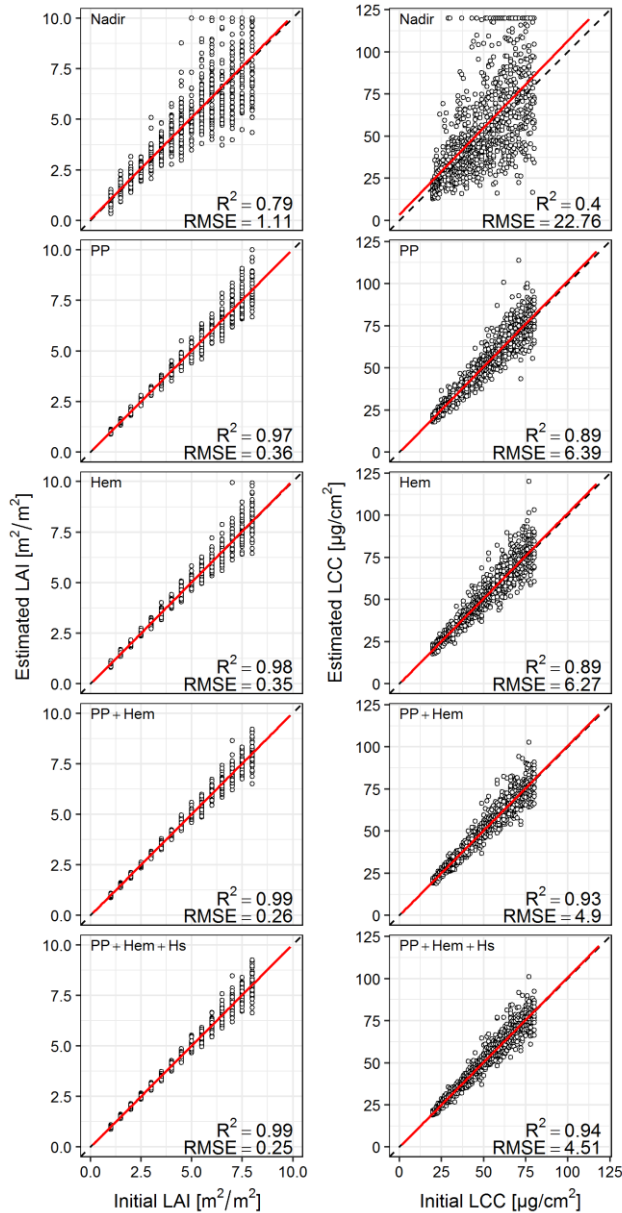 Nadir
10.0
7.5
5.0
2.5
0.0
R² = 0.79
RMSE = 1.11
Nadir
125
100
75
50
25
0
R² = 0.4
RMSE = 22.76
PP
10.0
7.5
5.0
2.5
0.0
R² = 0.97
RMSE = 0.36
PP
125
100
75
50
25
0
R² = 0.89
RMSE = 6.39
Estimated LAI [m²/m²]
Hem
10.0
7.5
5.0
2.5
0.0
R² = 0.98
RMSE = 0.35
Estimated LCC [µg/cm²]
Hem
125
100
75
50
25
0
R² = 0.89
RMSE = 6.27
PP + Hem
10.0
7.5
5.0
2.5
0.0
R² = 0.99
RMSE = 0.26
PP + Hem
125
100
75
50
25
0
R² = 0.93
RMSE = 4.9
PP + Hem + Hs
10.0
7.5
5.0
2.5
0.0
R² = 0.99
RMSE = 0.25
0.0 2.5 5.0 7.5 10.0
Initial LAI [m²/m²]
PP + Hem + Hs
125
100
75
50
25
0
R² = 0.94
RMSE = 4.51
0 25 50 75 100 125
Initial LCC [µg/cm²]